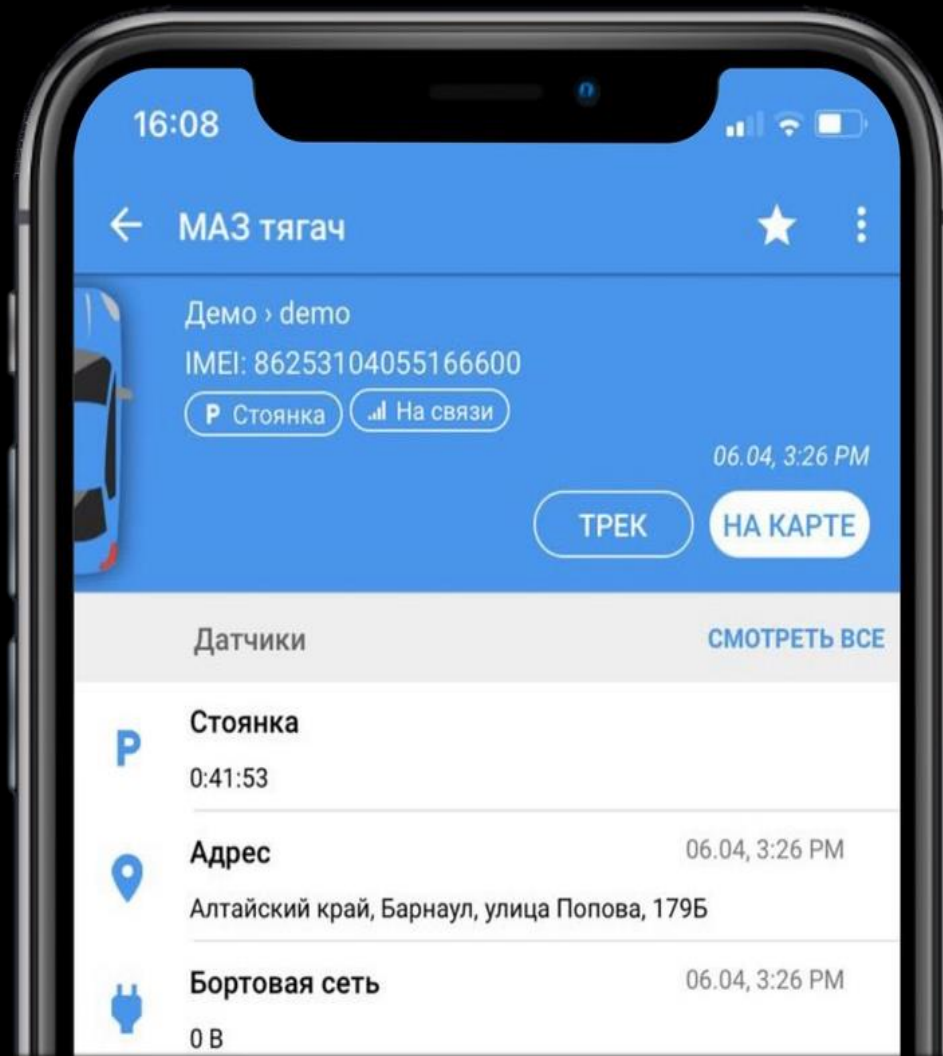 16:08
МАЗ тягач
Демо › demo
IMEI: 86253104055166600
P Стоянка
На связи
06.04, 3:26 PM
ТРЕК
НА КАРТЕ
Датчики
СМОТРЕТЬ ВСЕ
P
Стоянка
0:41:53
Адрес
06.04, 3:26 PM
Алтайский край, Барнаул, улица Попова, 179Б
Бортовая сеть
06.04, 3:26 PM
0 В